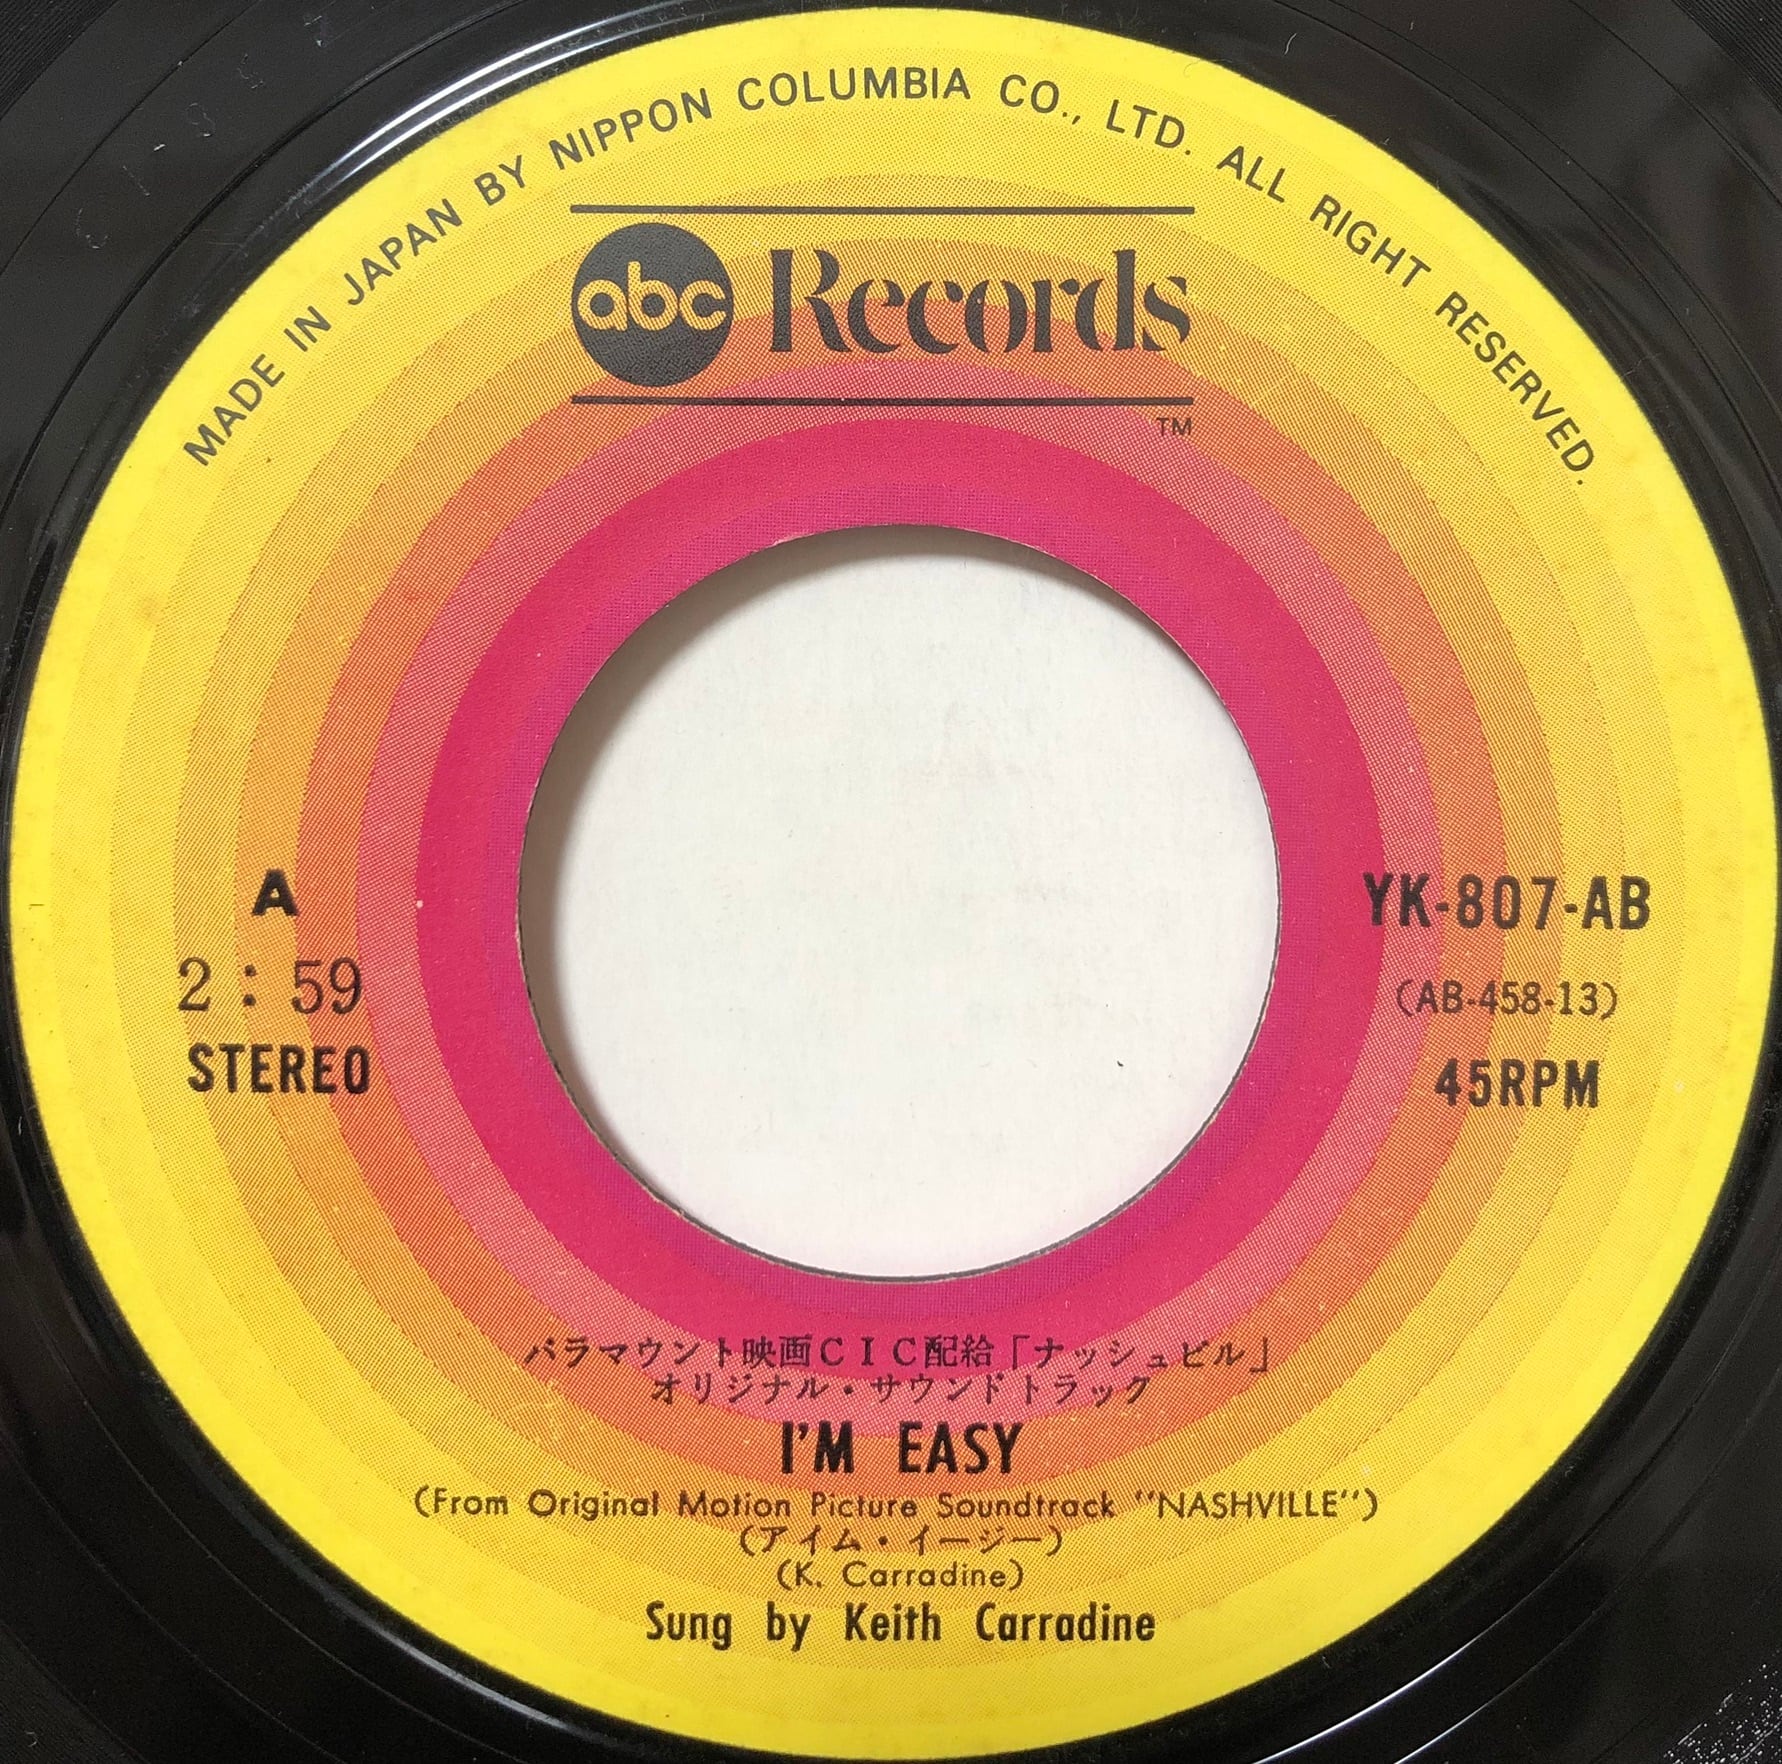 MADE IN JAPAN BY NIPPON COLUMBIA CO., LTD. ALL RIGHT RESERVED.
abc Records
TM
A
2:59
STEREO
YK-807-AB
(AB-458-13)
45RPM
パラマウント映画CIC配給「ナッシュビル」
オリジナル・サウンドトラック
I'M EASY
(From Original Motion Picture Soundtrack "NASHVILLE")
(アイム・イージー)
(K. Carradine)
Sung by Keith Carradine